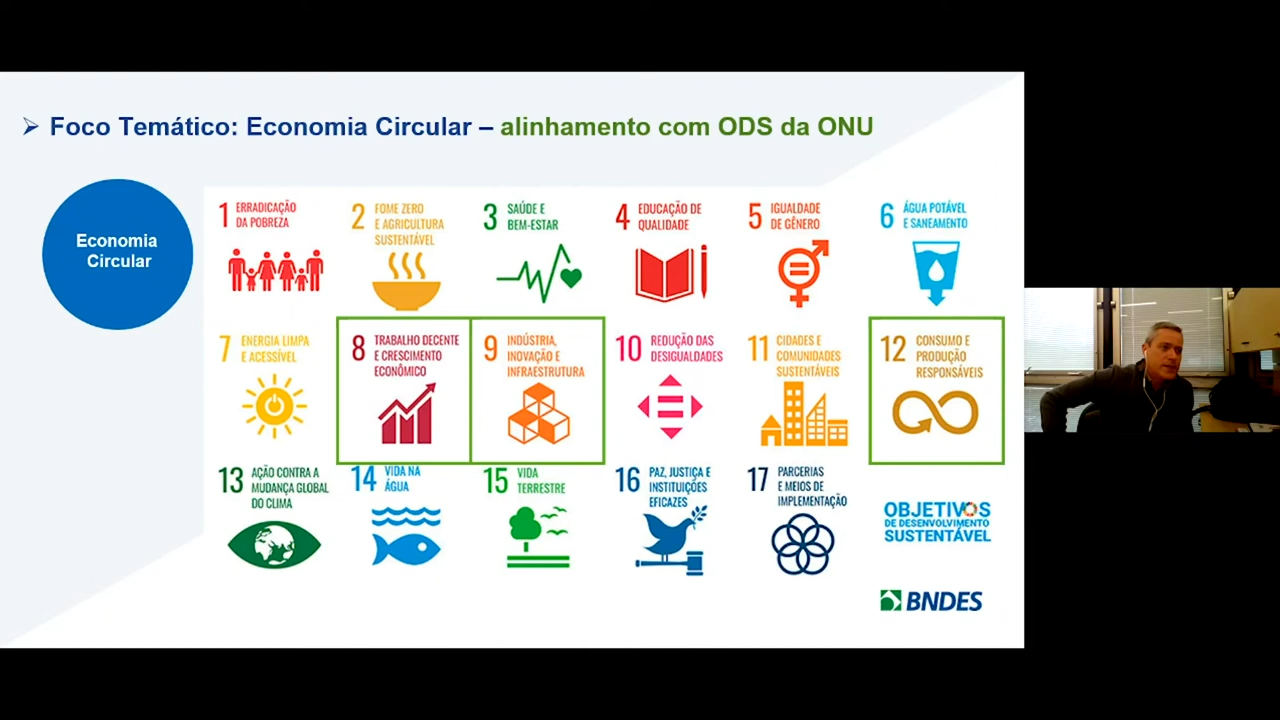 Foco Temático: Economia Circular – alinhamento com ODS da ONU
Economia
Circular
1 ERRADICAÇÃO
DA POBREZA
2 FOME ZERO
E AGRICULTURA
SUSTENTÁVEL
3 SAÚDE E
BEM-ESTAR
4 EDUCAÇÃO DE
QUALIDADE
5 IGUALDADE
DE GÊNERO
6 ÁGUA POTÁVEL
E SANEAMENTO
7 ENERGIA LIMPA
E ACESSÍVEL
8 TRABALHO DECENTE
E CRESCIMENTO
ECONÔMICO
9 INDÚSTRIA,
INOVAÇÃO E
INFRAESTRUTURA
10 REDUÇÃO DAS
DESIGUALDADES
11 CIDADES E
COMUNIDADES
SUSTENTÁVEIS
12 CONSUMO E
PRODUÇÃO
RESPONSÁVEIS
13 AÇÃO CONTRA A
MUDANÇA GLOBAL
DO CLIMA
14 VIDA NA
ÁGUA
15 VIDA
TERRESTRE
16 PAZ, JUSTIÇA E
INSTITUIÇÕES
EFICAZES
17 PARCERIAS
E MEIOS DE
IMPLEMENTAÇÃO
OBJETIVOS
DE DESENVOLVIMENTO
SUSTENTÁVEL
BNDES